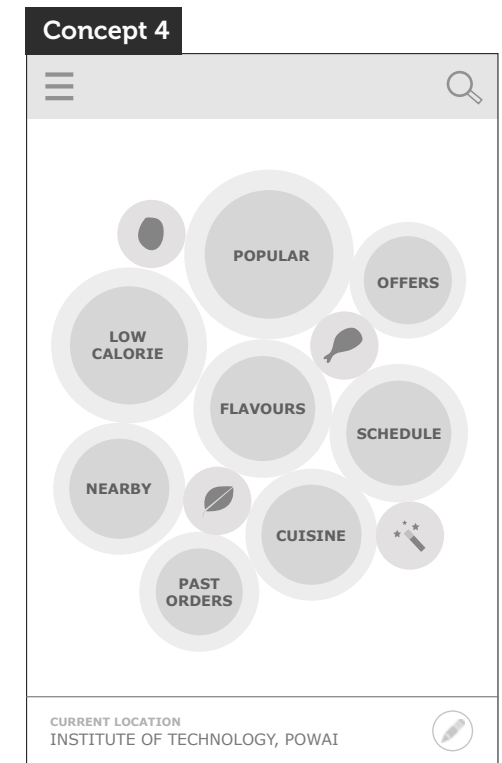 Concept 4
POPULAR
OFFERS
LOW
CALORIE
FLAVOURS
SCHEDULE
NEARBY
CUISINE
PAST
ORDERS
CURRENT LOCATION
INSTITUTE OF TECHNOLOGY, POWAI